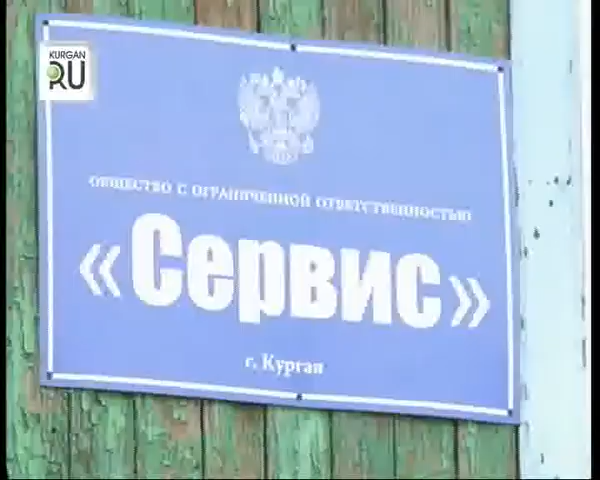 KURGAN
RU
ОБЩЕСТВО С ОГРАНИЧЕННОЙ ОТВЕТСТВЕННОСТЬЮ
«Сервис»
г. Курган